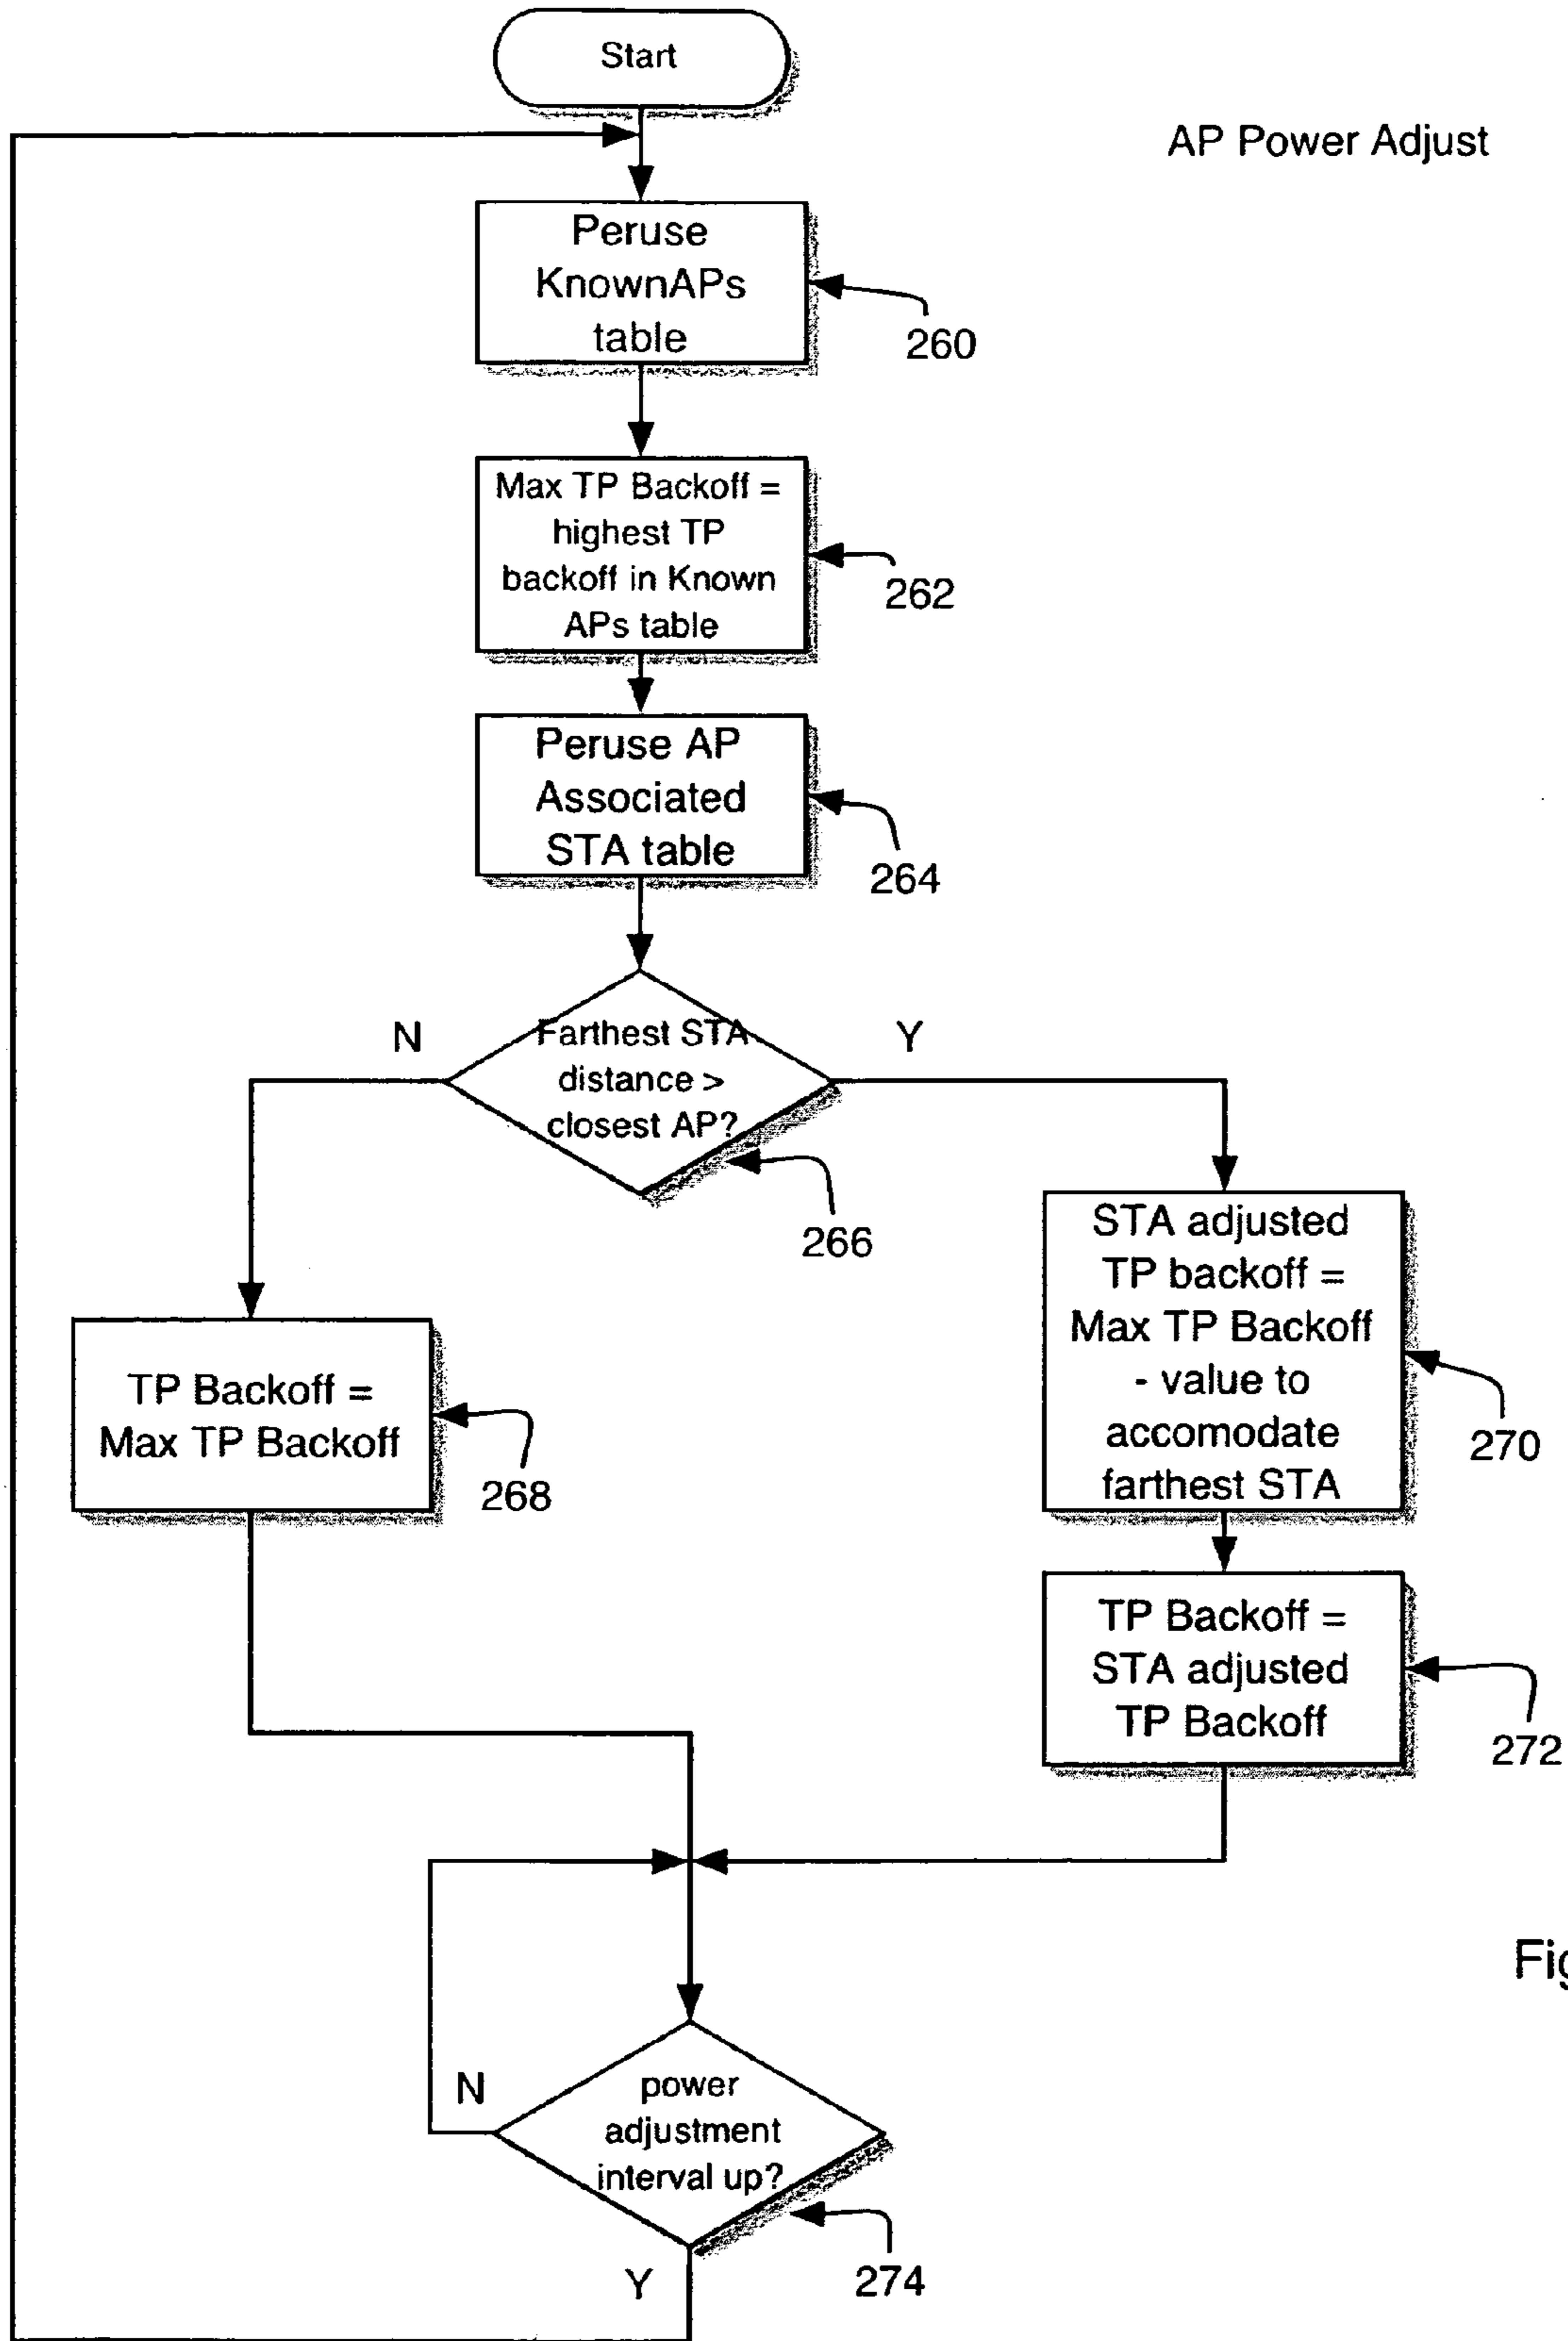 Start
AP Power Adjust
Peruse
KnownAPs
table
260
Max TP Backoff =
highest TP
backoff in Known
APs table
262
Peruse AP
Associated
STA table
264
N
Farthest STA
distance >
closest AP?
Y
266
TP Backoff =
Max TP Backoff
268
STA adjusted
TP backoff =
Max TP Backoff
- value to
accomodate
farthest STA
270
TP Backoff =
STA adjusted
TP Backoff
272
N
power
adjustment
interval up?
Y
274